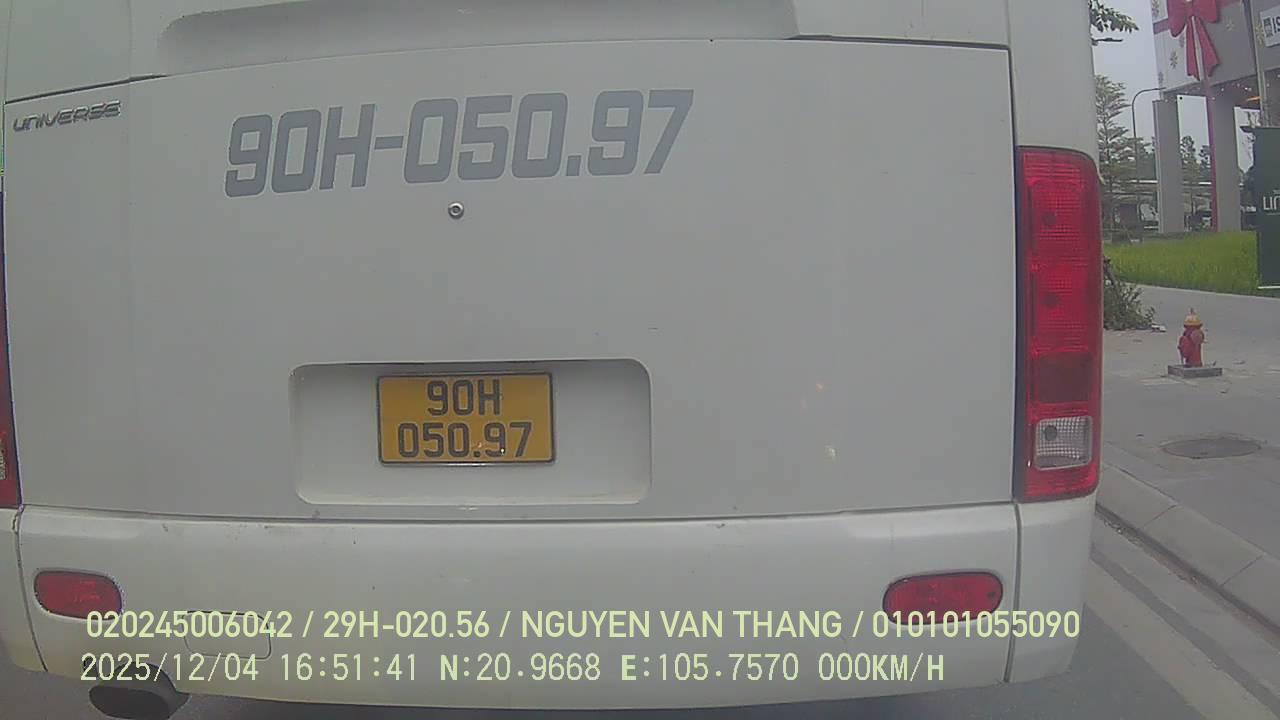 UNIVERSE
90H-050.97
90H
050.97
020245006042 / 29H-020.56 / NGUYEN VAN THANG / 010101055090
2025/12/04 16:51:41 N:20.9668 E:105.7570 000KM/H